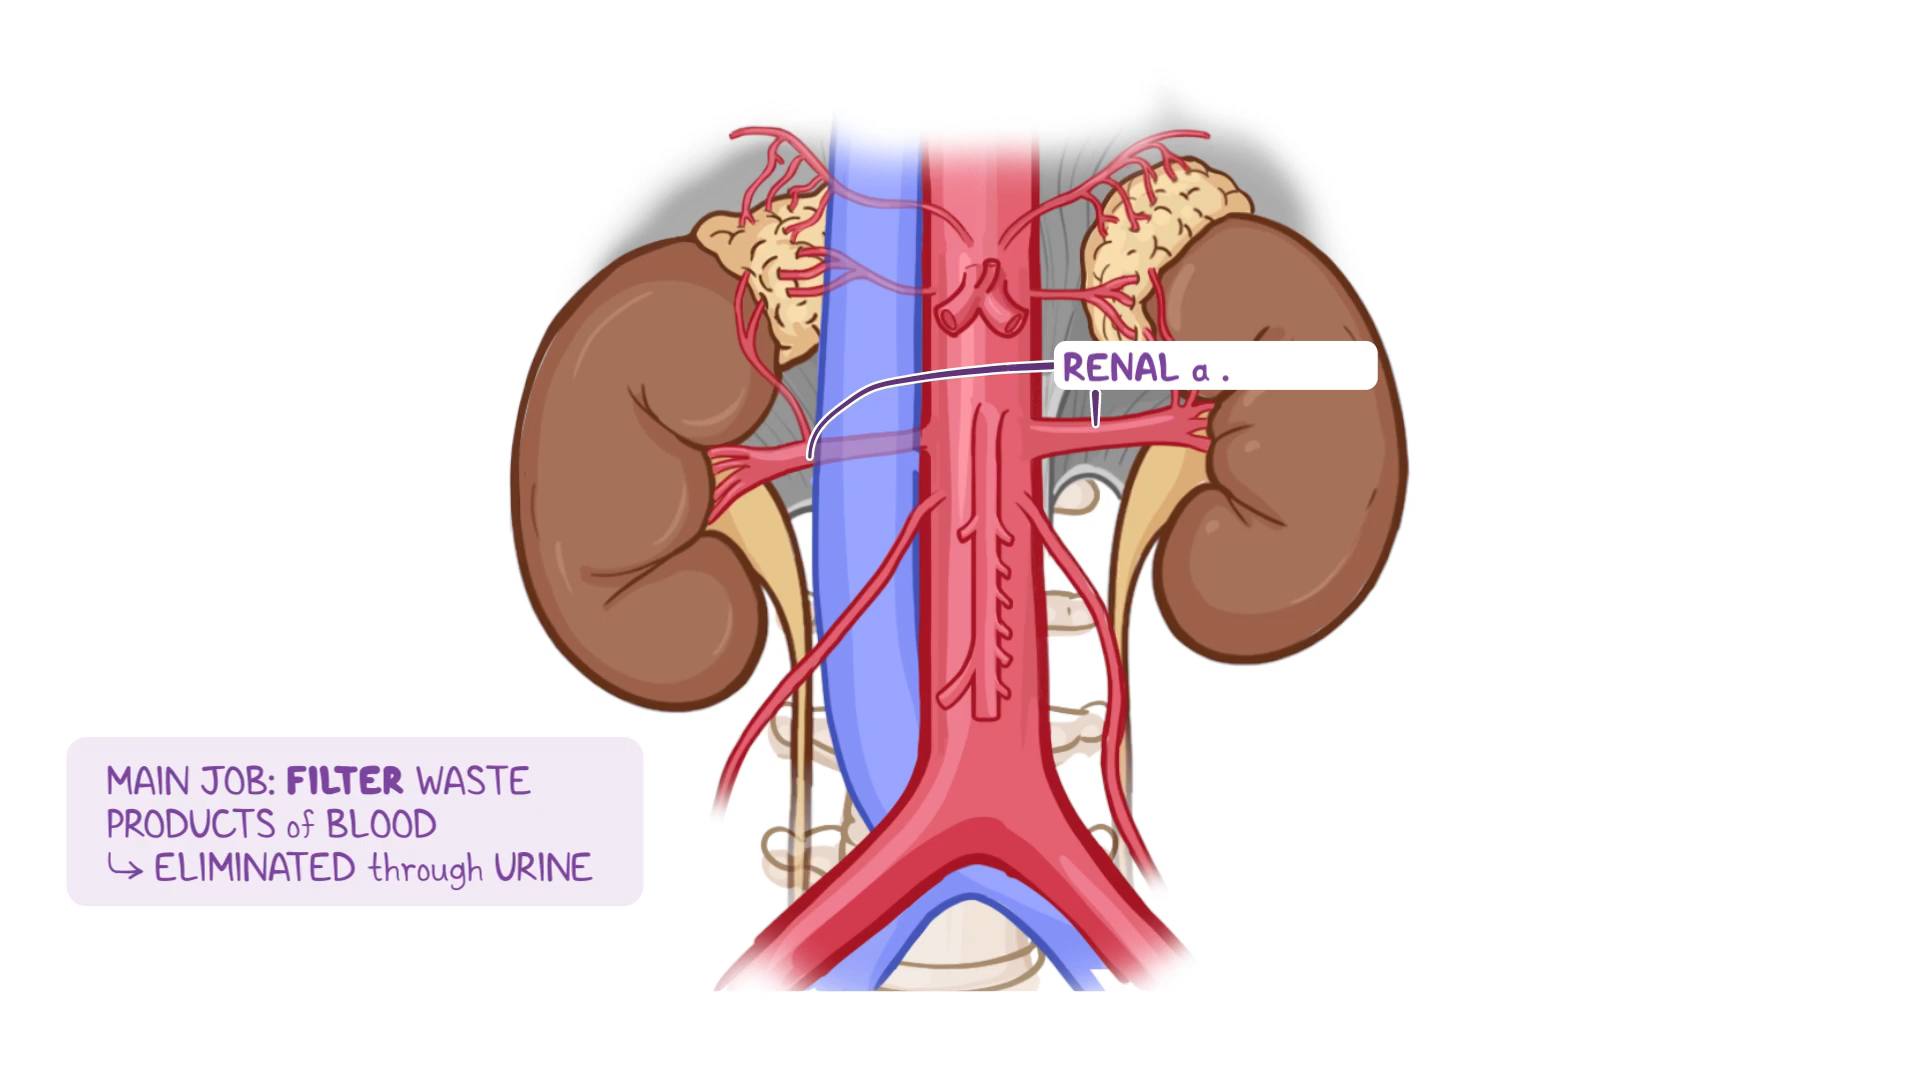 RENAL a.
MAIN JOB: FILTER WASTE
PRODUCTS of BLOOD
↳ ELIMINATED through URINE